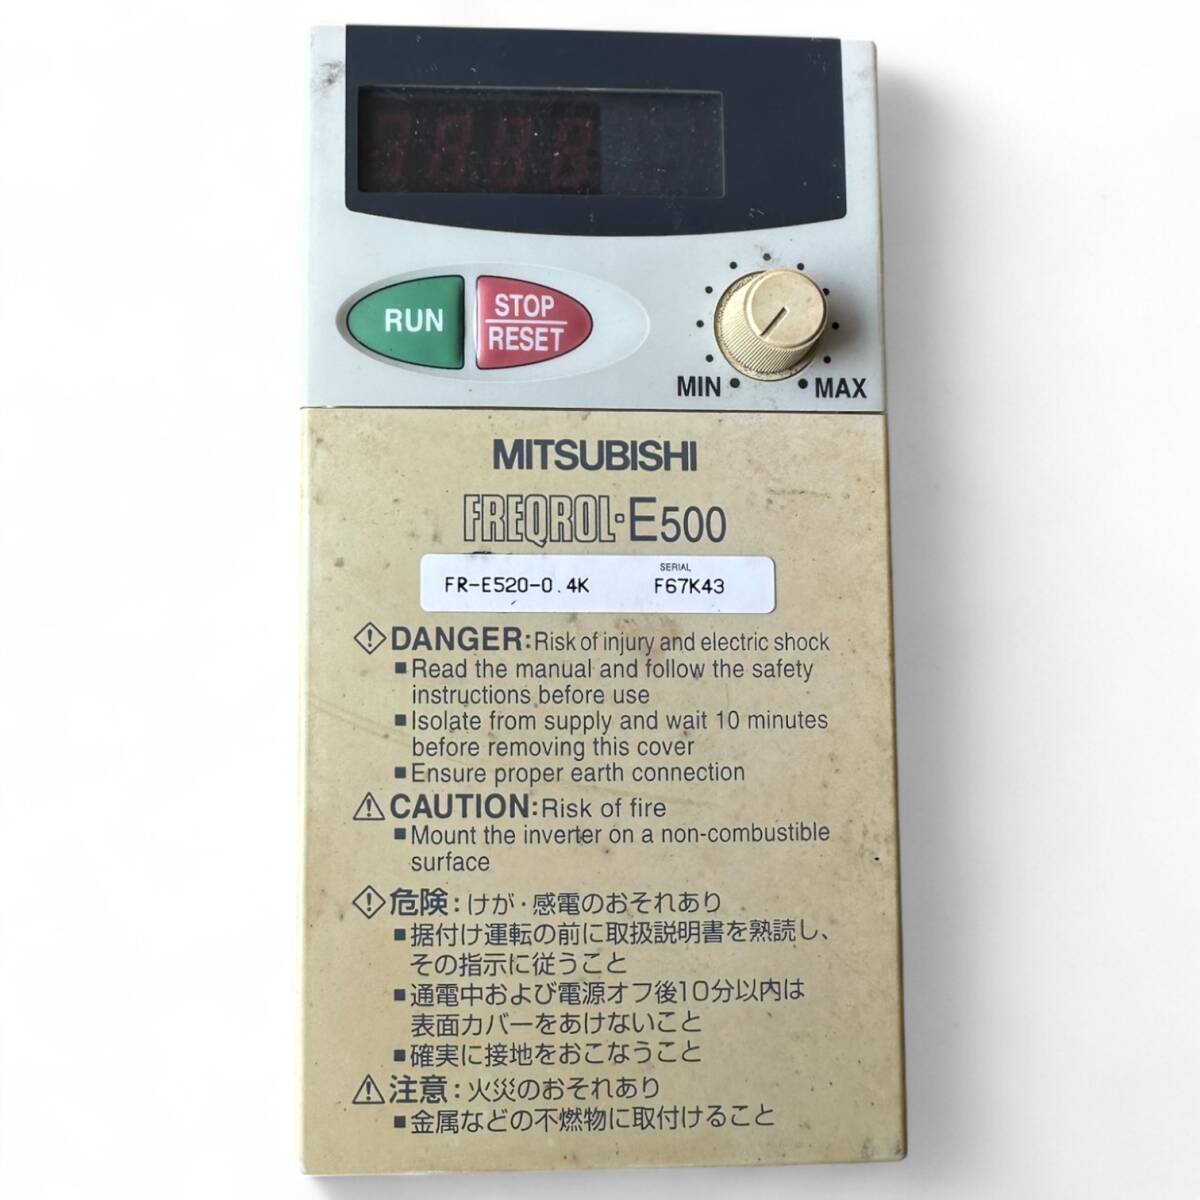 RUN
STOP
RESET
MIN
MAX
MITSUBISHI
FREQROL-E500
SERIAL
FR-E520-0.4K F67K43
DANGER:Risk of injury and electric shock
■Read the manual and follow the safety
instructions before use
■Isolate from supply and wait 10 minutes
before removing this cover
■Ensure proper earth connection
CAUTION:Risk of fire
■Mount the inverter on a non-combustible
surface
危険:けが・感電のおそれあり
■据付け運転の前に取扱説明書を熟読し、
その指示に従うこと
■通電中および電源オフ後10分以内は
表面カバーをあけないこと
■確実に接地をおこなうこと
注意:火災のおそれあり
■金属などの不燃物に取付けること